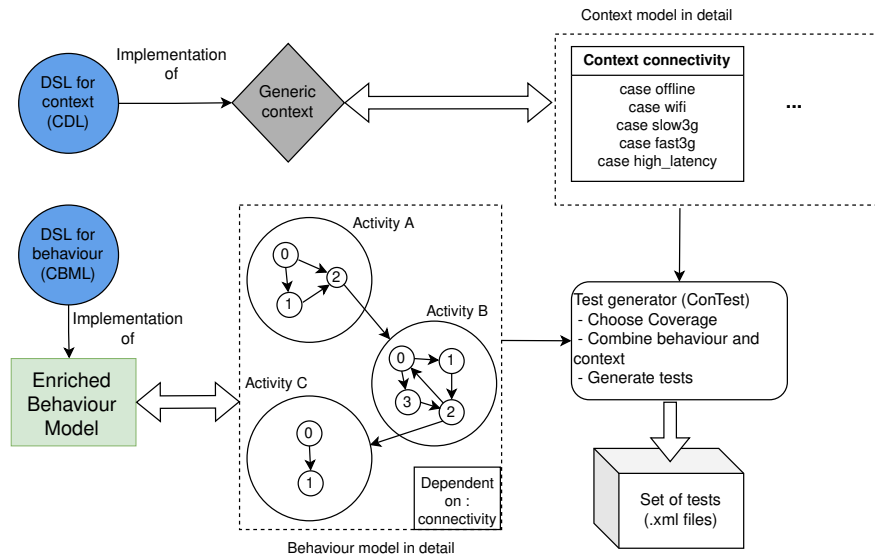 Context model in detail
Implementation
of
DSL for
context
(CDL)
Generic
context
Context connectivity
case offline
case wifi
case slow3g
case fast3g
case high_latency
...
DSL for
behaviour
(CBML)
Implementation
of
Enriched
Behaviour
Model
Activity A
0
1
2
Activity B
0
1
3
2
Activity C
0
1
Dependent
on :
connectivity
Behaviour model in detail
Test generator (ConTest)
- Choose Coverage
- Combine behaviour and
context
- Generate tests
Set of tests
(.xml files)